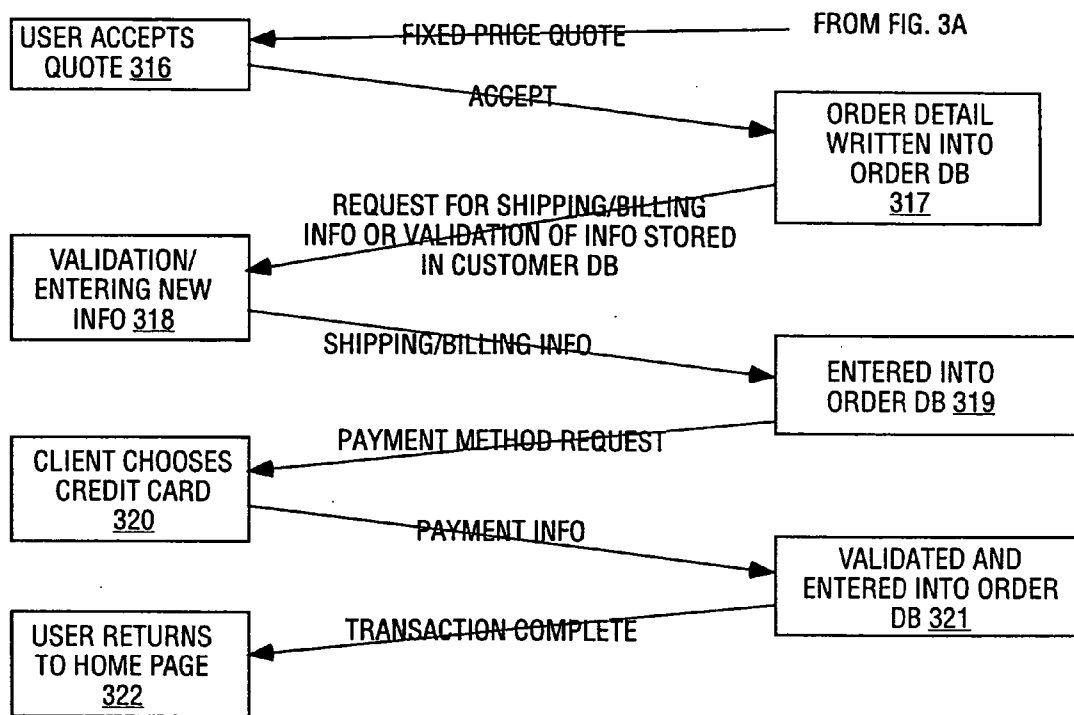 FROM FIG. 3A
FIXED PRICE QUOTE
USER ACCEPTS
QUOTE 316
ACCEPT
ORDER DETAIL
WRITTEN INTO
ORDER DB
317
REQUEST FOR SHIPPING/BILLING
INFO OR VALIDATION OF INFO STORED
IN CUSTOMER DB
VALIDATION/
ENTERING NEW
INFO 318
SHIPPING/BILLING INFO
ENTERED INTO
ORDER DB 319
PAYMENT METHOD REQUEST
CLIENT CHOOSES
CREDIT CARD
320
PAYMENT INFO
VALIDATED AND
ENTERED INTO ORDER
DB 321
TRANSACTION COMPLETE
USER RETURNS
TO HOME PAGE
322